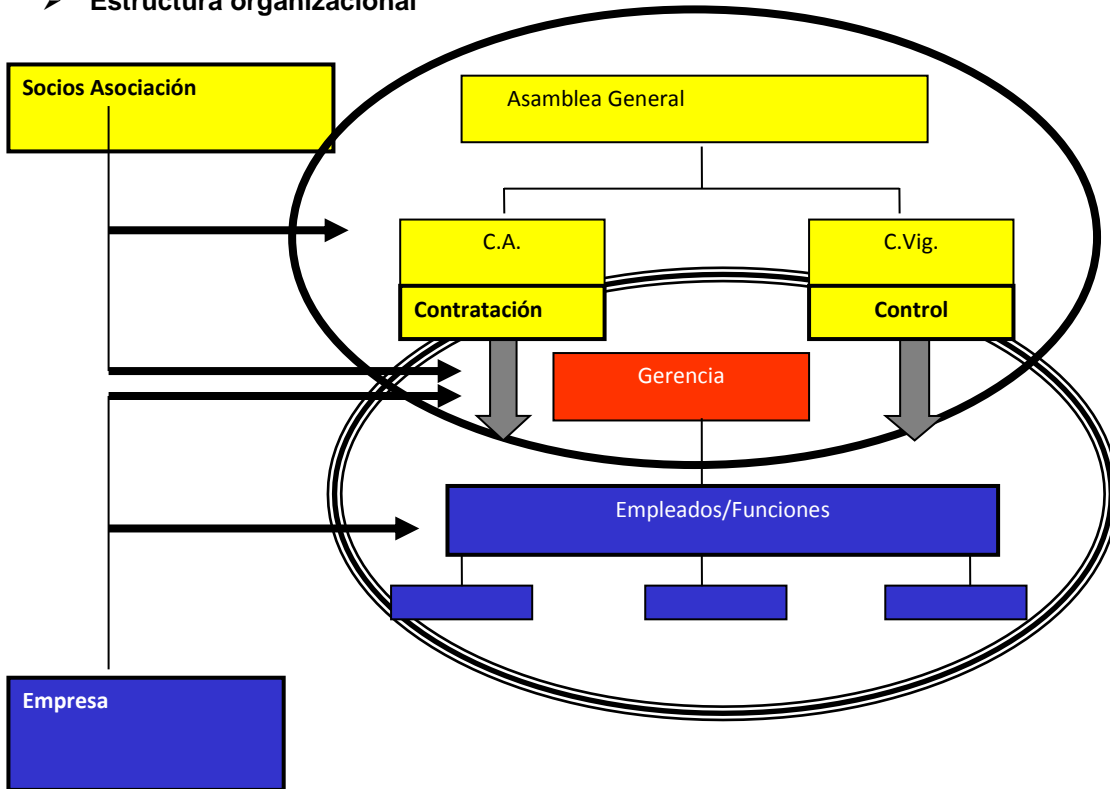 ➤ Estructura organizacional
Socios Asociación
Asamblea General
C.A.
C.Vig.
Contratación
Control
Gerencia
Empleados/Funciones
Empresa